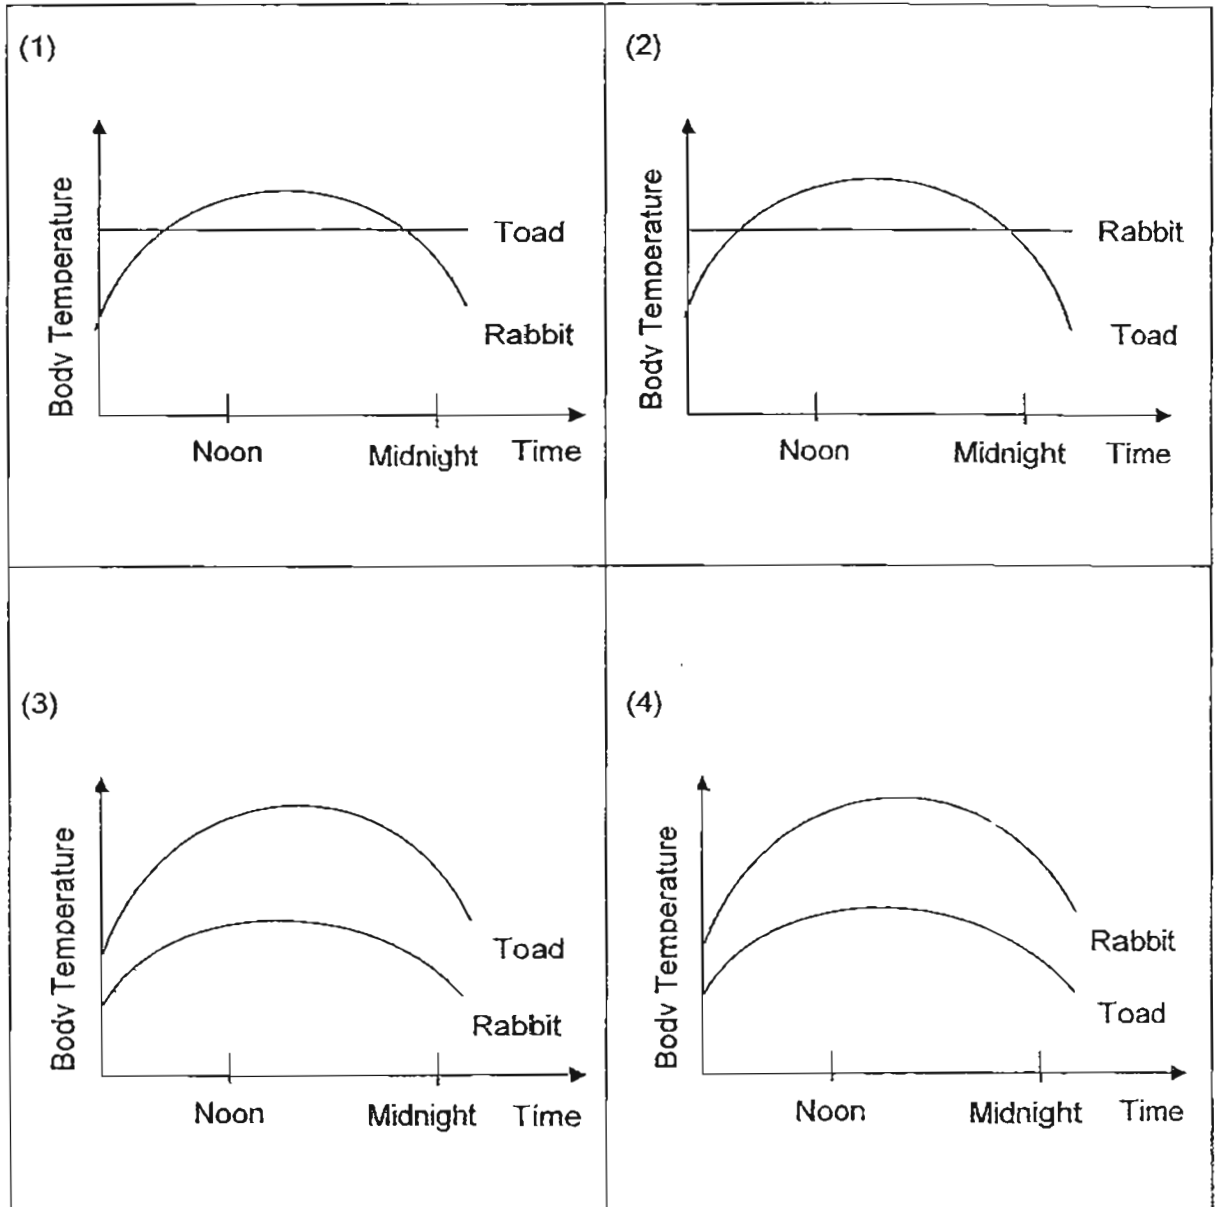 (1)
Body Temperature
Toad
Rabbit
Noon
Midnight
Time
(2)
Body Temperature
Rabbit
Toad
Noon
Midnight
Time
(3)
Body Temperature
Toad
Rabbit
Noon
Midnight
Time
(4)
Body Temperature
Rabbit
Toad
Noon
Midnight
Time